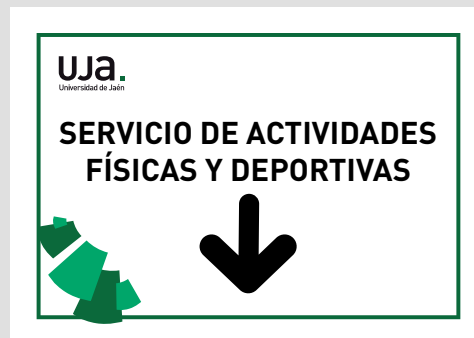 uja.
Universidad de Jaén
SERVICIO DE ACTIVIDADES
FÍSICAS Y DEPORTIVAS